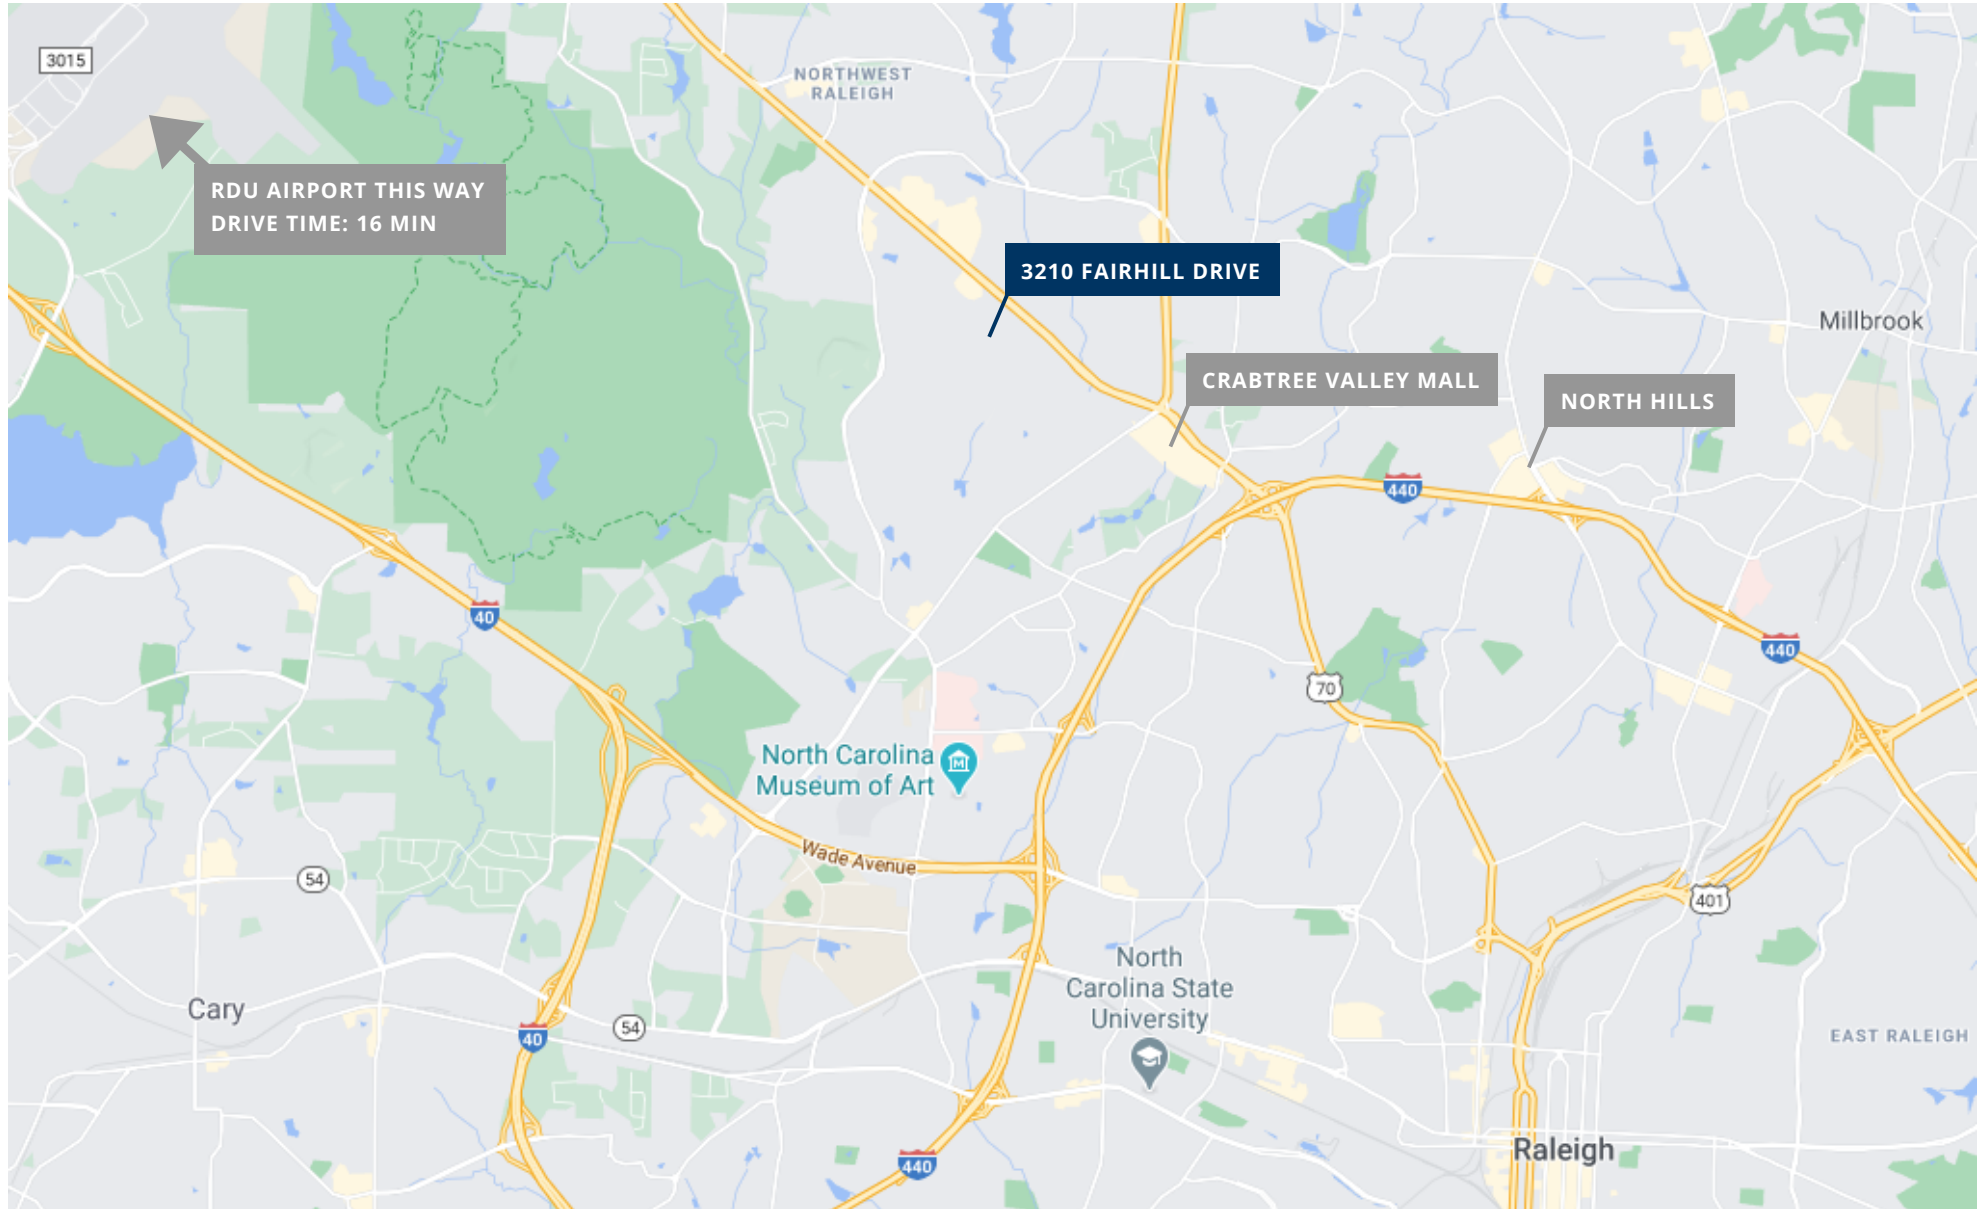 3015
NORTHWEST
RALEIGH
RDU AIRPORT THIS WAY
DRIVE TIME: 16 MIN
3210 FAIRHILL DRIVE
Millbrook
CRABTREE VALLEY MALL
NORTH HILLS
440
40
440
70
North Carolina
Museum of Art
Wade Avenue
54
401
North
Carolina State
University
Cary
54
40
EAST RALEIGH
Raleigh
440